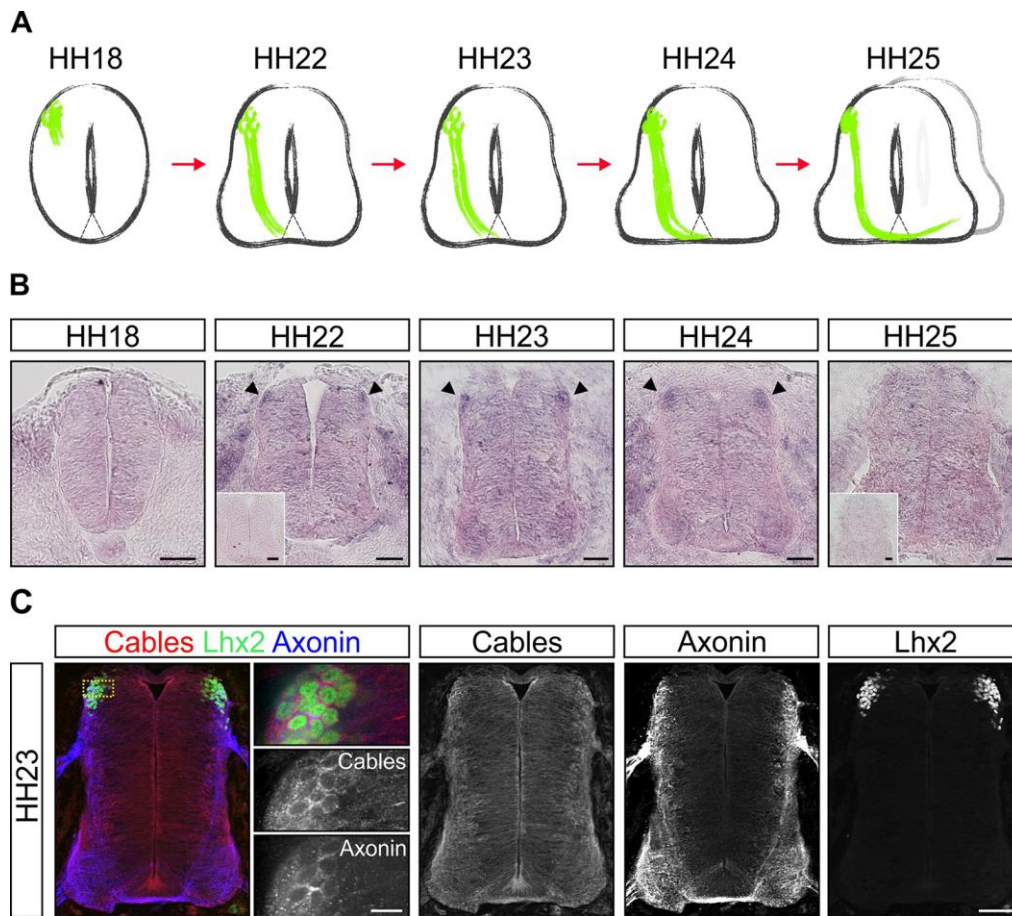 A
HH18 HH22 HH23 HH24 HH25
B
HH18 HH22 HH23 HH24 HH25
C
Cables Lhx2 Axonin Cables Axonin Lhx2
HH23
Cables
Axonin